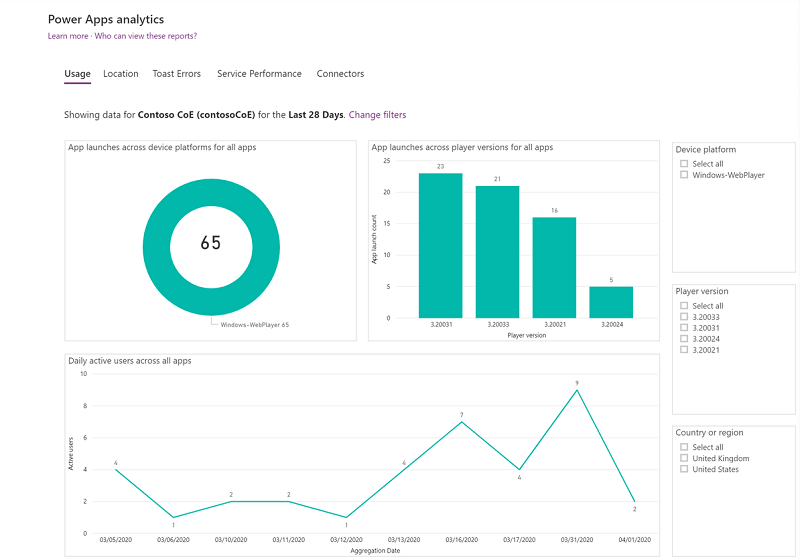 Power Apps analytics
Learn more · Who can view these reports?
Usage Location Toast Errors Service Performance Connectors
Showing data for Contoso CoE (contosoCoE) for the Last 28 Days. Change filters
App launches across device platforms for all apps
65
Windows-WebPlayer 65
App launches across player versions for all apps
App launch count
25
20
15
10
5
0
23
21
16
5
3.20031 3.20033 3.20021 3.20024
Player version
Device platform
Select all
Windows-WebPlayer
Player version
Select all
3.20033
3.20031
3.20024
3.20021
Daily active users across all apps
Active users
10
8
6
4
2
0
4
1
2
2
1
4
7
4
9
2
03/05/2020 03/06/2020 03/10/2020 03/11/2020 03/12/2020 03/13/2020 03/16/2020 03/17/2020 03/31/2020 04/01/2020
Aggregation Date
Country or region
Select all
United Kingdom
United States